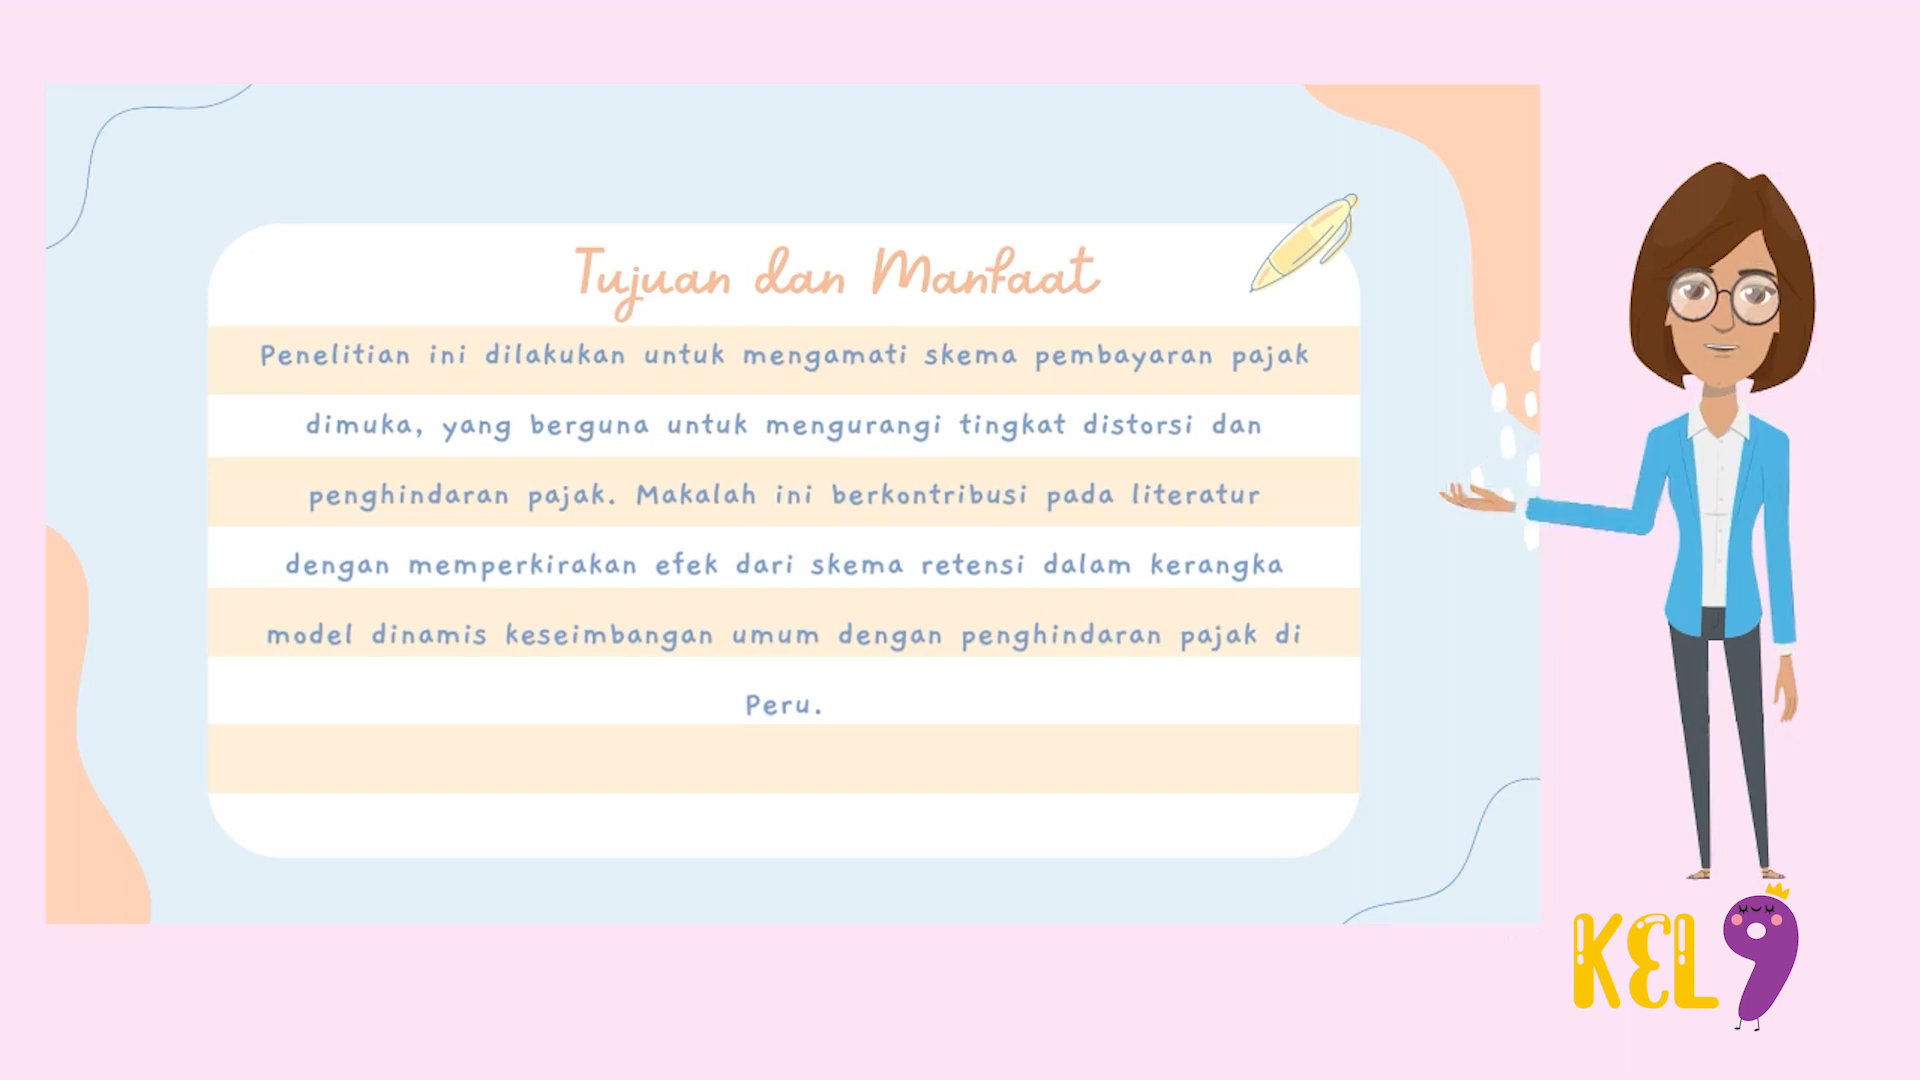 Tujuan dan Manfaat
Penelitian ini dilakukan untuk mengamati skema pembayaran pajak
dimuka, yang berguna untuk mengurangi tingkat distorsi dan
penghindaran pajak. Makalah ini berkontribusi pada literatur
dengan memperkirakan efek dari skema retensi dalam kerangka
model dinamis keseimbangan umum dengan penghindaran pajak di
Peru.
KEL 9